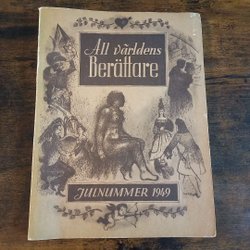 All världens
Berättare
JULNUMMER 1949